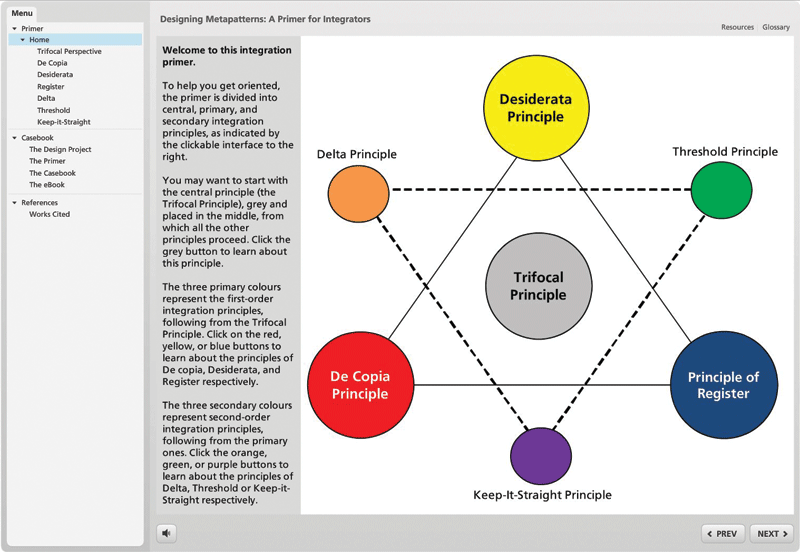 Menu
Designing Metapatterns: A Primer for Integrators
Resources
Glossary
Primer
Home
Trifocal Perspective
De Copia
Desiderata
Register
Delta
Threshold
Keep-it-Straight
Casebook
The Design Project
The Primer
The Casebook
The eBook
References
Works Cited
Welcome to this integration
primer.
To help you get oriented,
the primer is divided into
central, primary, and
secondary integration
principles, as indicated by
the clickable interface to the
right.
You may want to start with
the central principle (the
Trifocal Principle), grey and
placed in the middle, from
which all the other
principles proceed. Click the
grey button to learn about
this principle.
The three primary colours
represent the first-order
integration principles,
following from the Trifocal
Principle. Click on the red,
yellow, or blue buttons to
learn about the principles of
De copia, Desiderata, and
Register respectively.
The three secondary colours
represent second-order
integration principles,
following from the primary
ones. Click the orange,
green, or purple buttons to
learn about the principles of
Delta, Threshold or Keep-it-
Straight respectively.
Desiderata
Principle
Delta Principle
Threshold Principle
Trifocal
Principle
De Copia
Principle
Principle of
Register
Keep-It-Straight Principle
PREV
NEXT